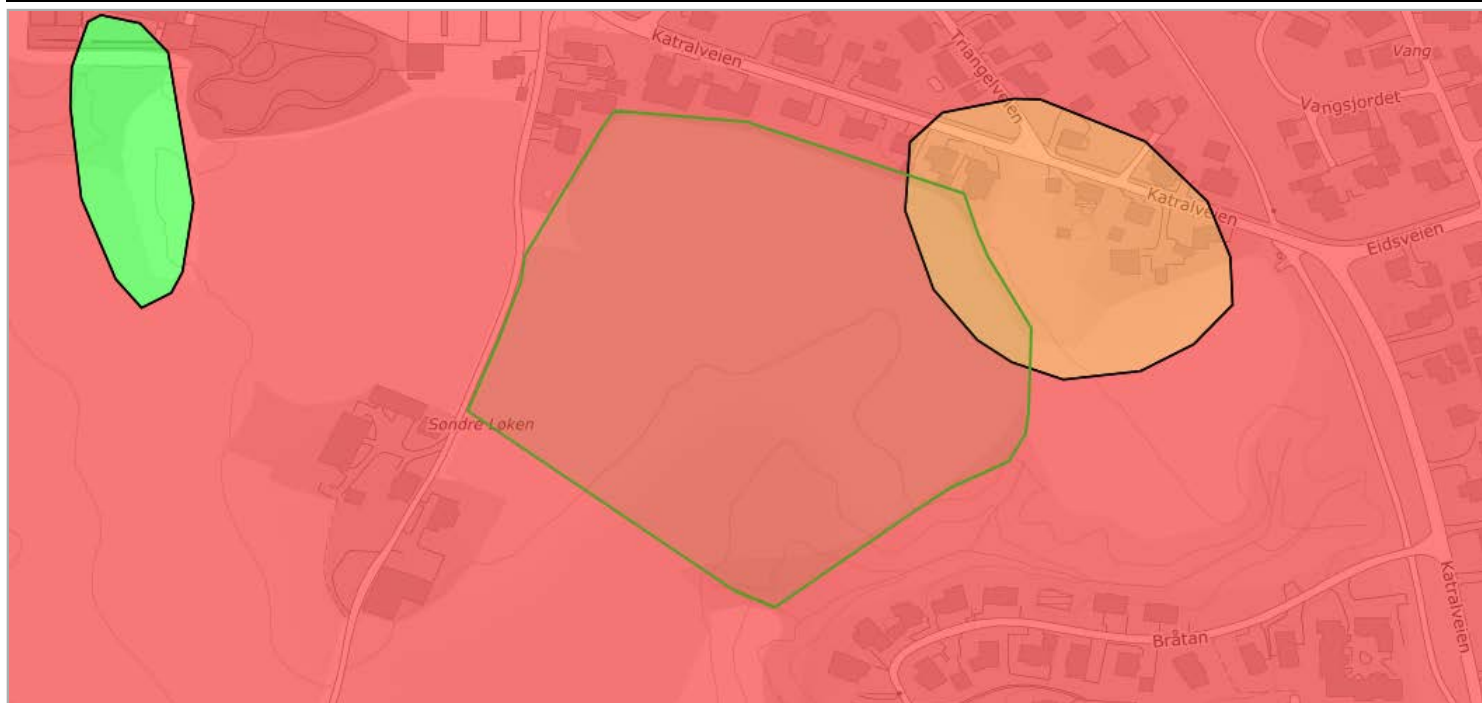 Katralveien
Triangelveien
Vang
Vangsjordet
Katralveien
Eidsveien
Søndre Løken
Bråtan
Katralveien